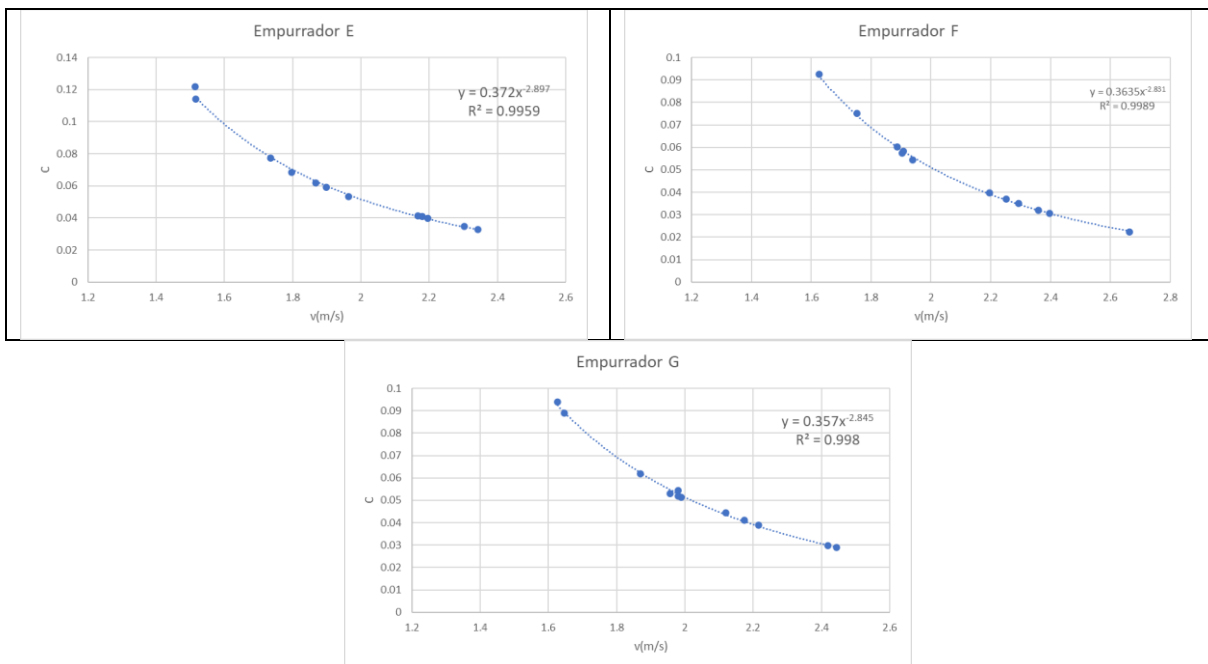 Empurrador E
0.14
0.12
0.1
0.08
0.06
0.04
0.02
0
C
y = 0.372x^-2.897
R² = 0.9959
1.2 1.4 1.6 1.8 2 2.2 2.4 2.6
v(m/s)
Empurrador F
0.1
0.09
0.08
0.07
0.06
0.05
0.04
0.03
0.02
0.01
0
C
y = 0.3635x^-2.831
R² = 0.9989
1.2 1.4 1.6 1.8 2 2.2 2.4 2.6 2.8
v(m/s)
Empurrador G
0.1
0.09
0.08
0.07
0.06
0.05
0.04
0.03
0.02
0.01
0
C
y = 0.357x^-2.845
R² = 0.998
1.2 1.4 1.6 1.8 2 2.2 2.4 2.6
v(m/s)